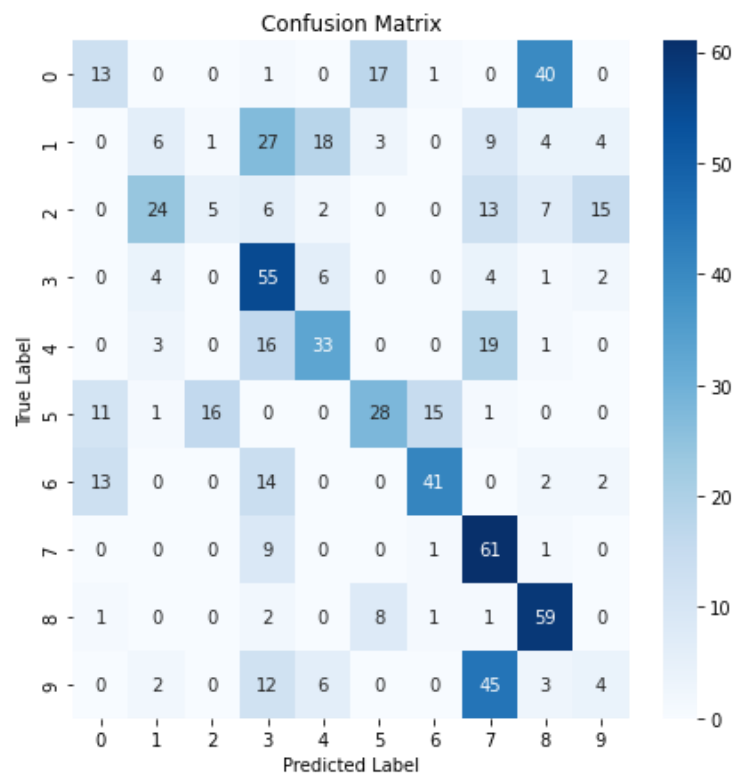 Confusion Matrix
0 13 0 0 1 0 17 1 0 40 0
1 0 6 1 27 18 3 0 9 4 4
2 0 24 5 6 2 0 0 13 7 15
3 0 4 0 55 6 0 0 4 1 2
4 0 3 0 16 33 0 0 19 1 0
5 11 1 16 0 0 28 15 1 0 0
6 13 0 0 14 0 0 41 0 2 2
7 0 0 0 9 0 0 1 61 1 0
8 1 0 0 2 0 8 1 1 59 0
9 0 2 0 12 6 0 0 45 3 4
0 1 2 3 4 5 6 7 8 9
Predicted Label
True Label
60
50
40
30
20
10
0